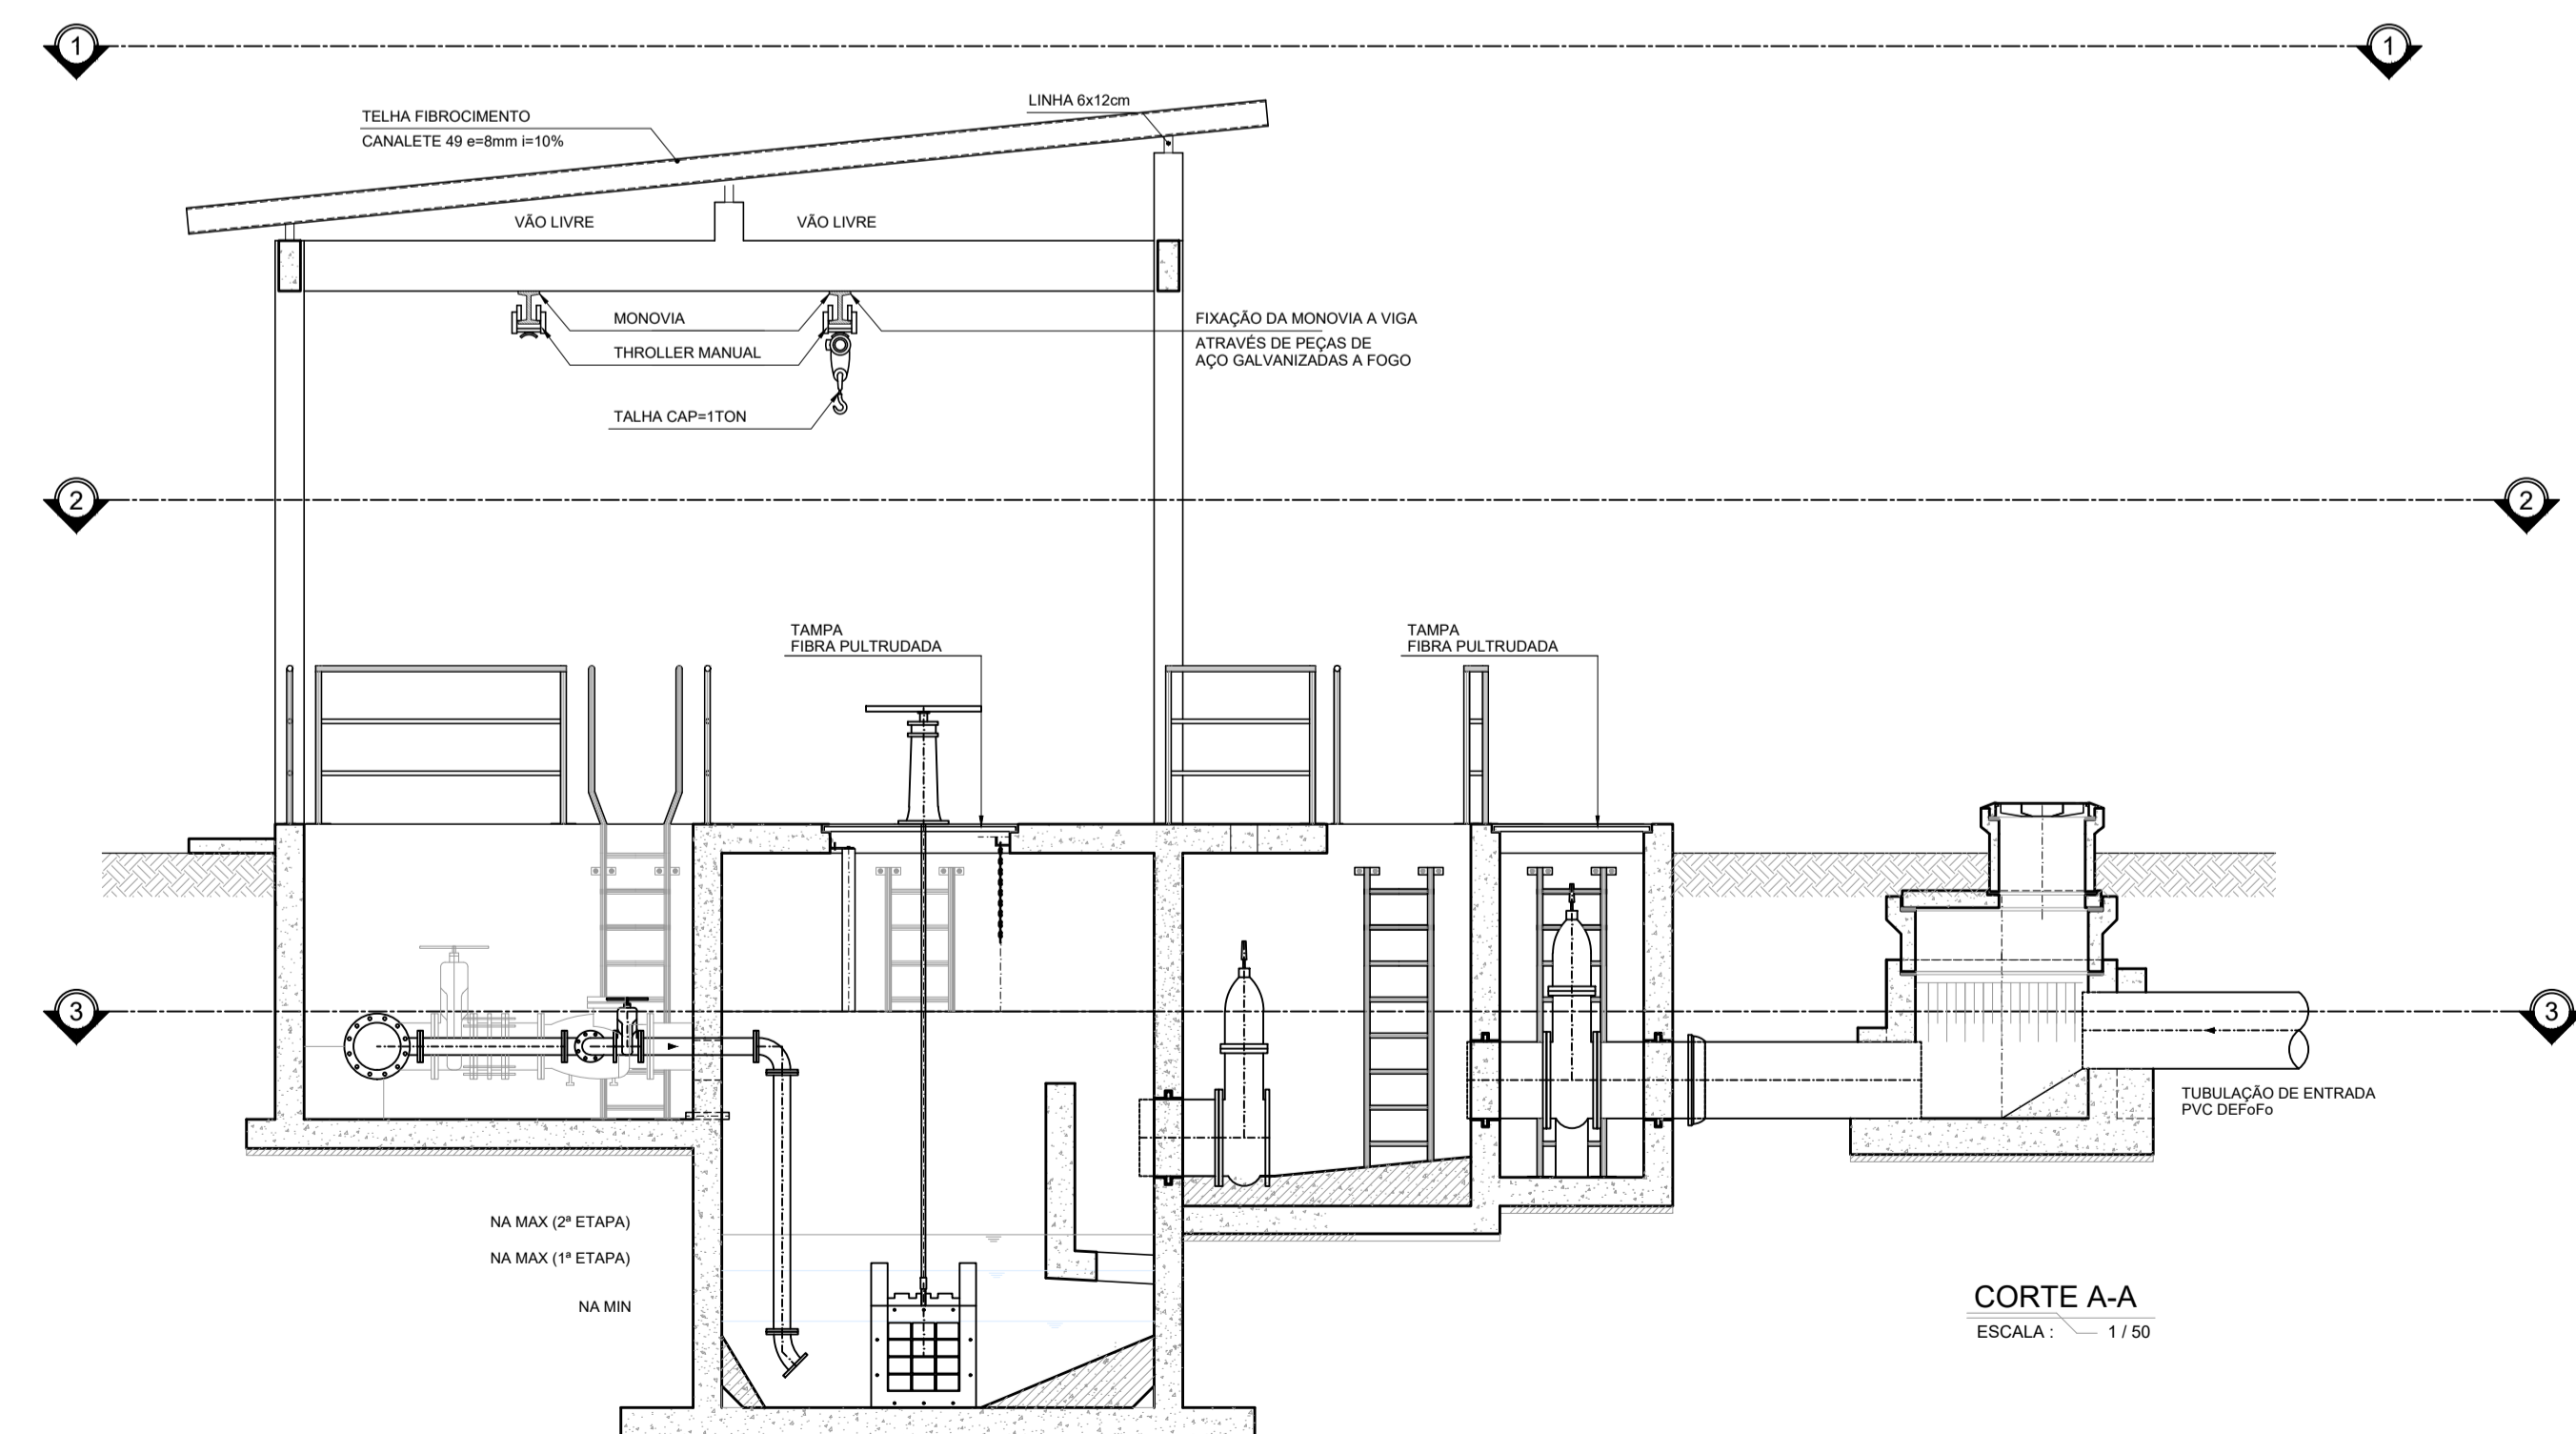 1
1
TELHA FIBROCIMENTO
CANALETE 49 e=8mm i=10%
LINHA 6x12cm
VÃO LIVRE
VÃO LIVRE
MONOVIA
THROLLER MANUAL
TALHA CAP=1TON
FIXAÇÃO DA MONOVIA A VIGA
ATRAVÉS DE PEÇAS DE
AÇO GALVANIZADAS A FOGO
2
2
TAMPA
FIBRA PULTRUDADA
TAMPA
FIBRA PULTRUDADA
3
3
TUBULAÇÃO DE ENTRADA
PVC DEFoFo
NA MAX (2ª ETAPA)
NA MAX (1ª ETAPA)
NA MIN
CORTE A-A
ESCALA : 1 / 50